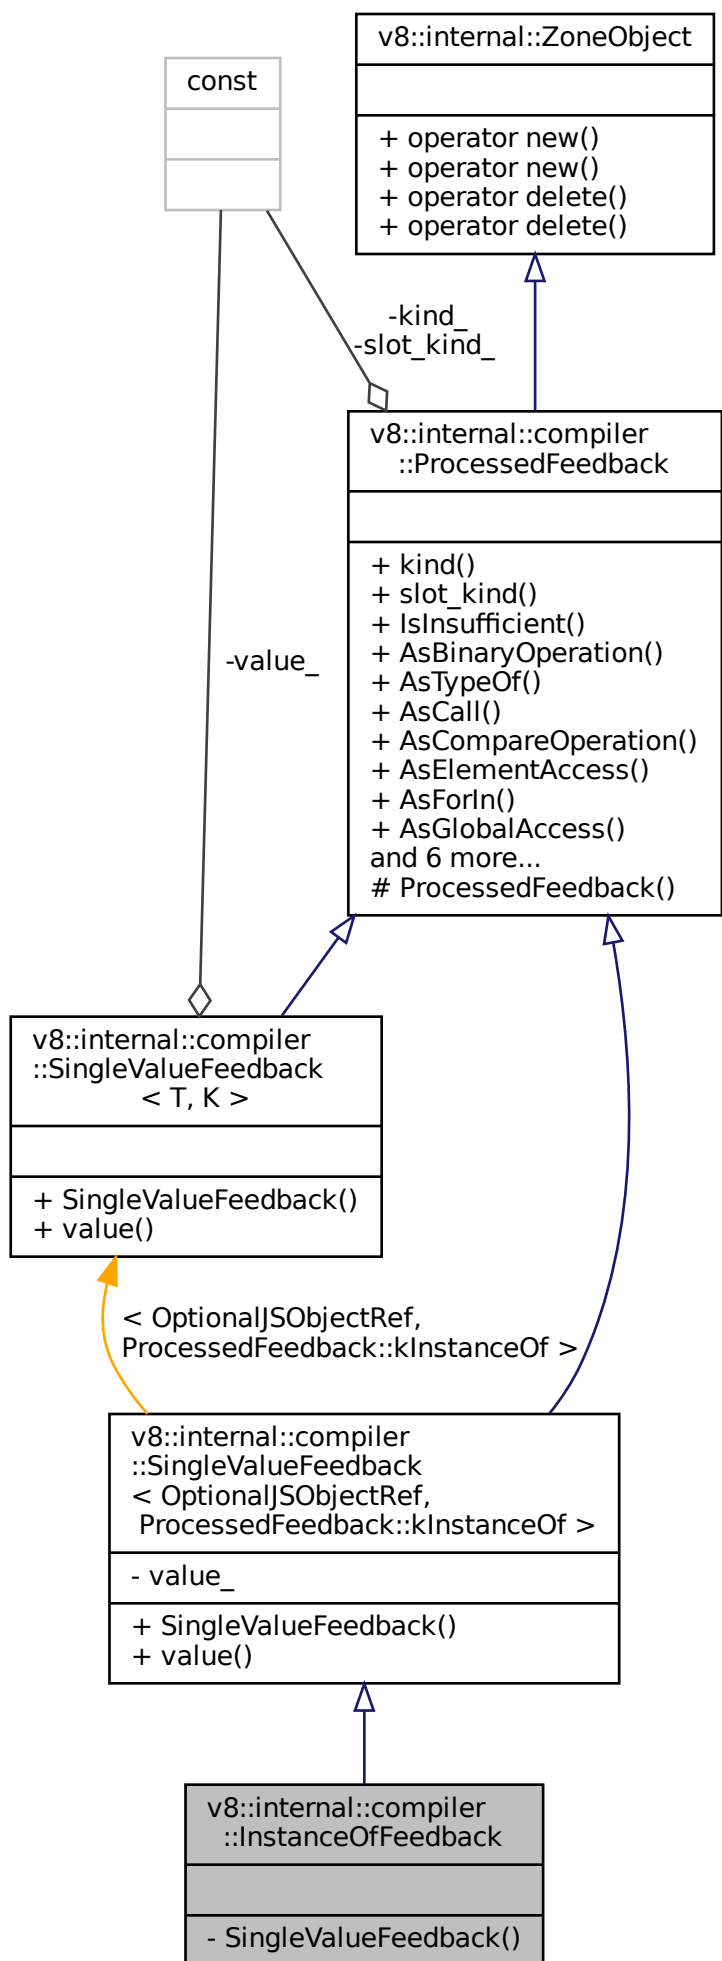 v8::internal::ZoneObject
+ operator new()
+ operator new()
+ operator delete()
+ operator delete()
const
-kind_
-slot_kind_
v8::internal::compiler
::ProcessedFeedback
+ kind()
+ slot_kind()
+ IsInsufficient()
+ AsBinaryOperation()
+ AsTypeOf()
+ AsCall()
+ AsCompareOperation()
+ AsElementAccess()
+ AsForIn()
+ AsGlobalAccess()
and 6 more...
# ProcessedFeedback()
-value_
v8::internal::compiler
::SingleValueFeedback
< T, K >
+ SingleValueFeedback()
+ value()
< OptionalJSObjectRef,
ProcessedFeedback::kInstanceOf >
v8::internal::compiler
::SingleValueFeedback
< OptionalJSObjectRef,
ProcessedFeedback::kInstanceOf >
- value_
+ SingleValueFeedback()
+ value()
v8::internal::compiler
::InstanceOfFeedback
- SingleValueFeedback()